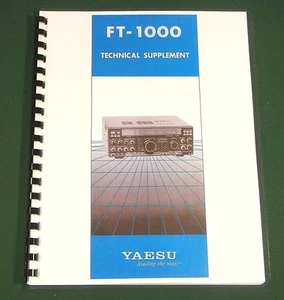 FT-1000
TECHNICAL SUPPLEMENT
YAESU
leading the way